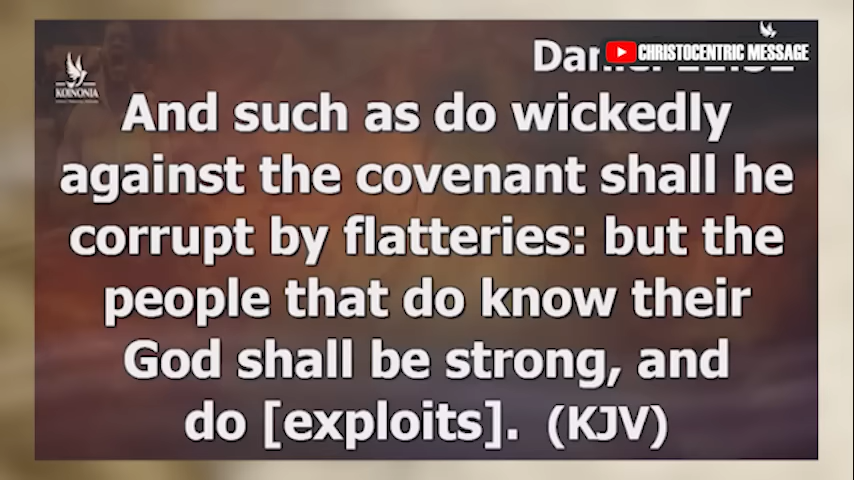 CHRISTOCENTRIC MESSAGE
KOINONIA
And such as do wickedly
against the covenant shall he
corrupt by flatteries: but the
people that do know their
God shall be strong, and
do [exploits]. (KJV)